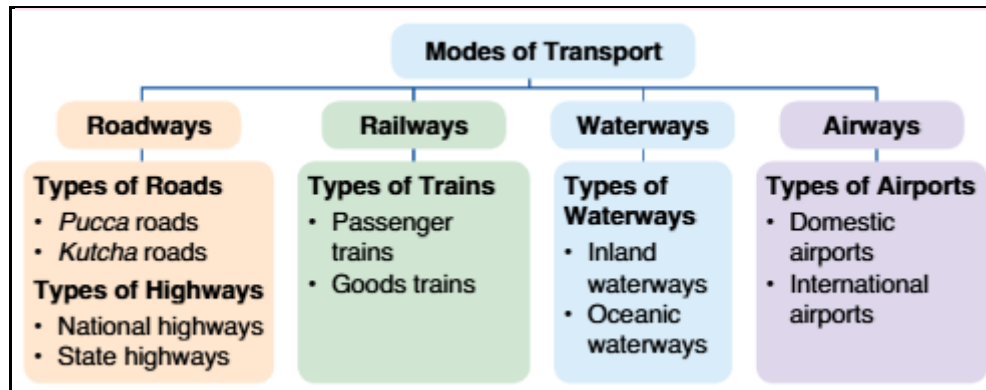 Modes of Transport
Roadways
Railways
Waterways
Airways
Types of Roads
• Pucca roads
• Kutcha roads
Types of Highways
• National highways
• State highways
Types of Trains
• Passenger
trains
• Goods trains
Types of
Waterways
• Inland
waterways
• Oceanic
waterways
Types of Airports
• Domestic
airports
• International
airports